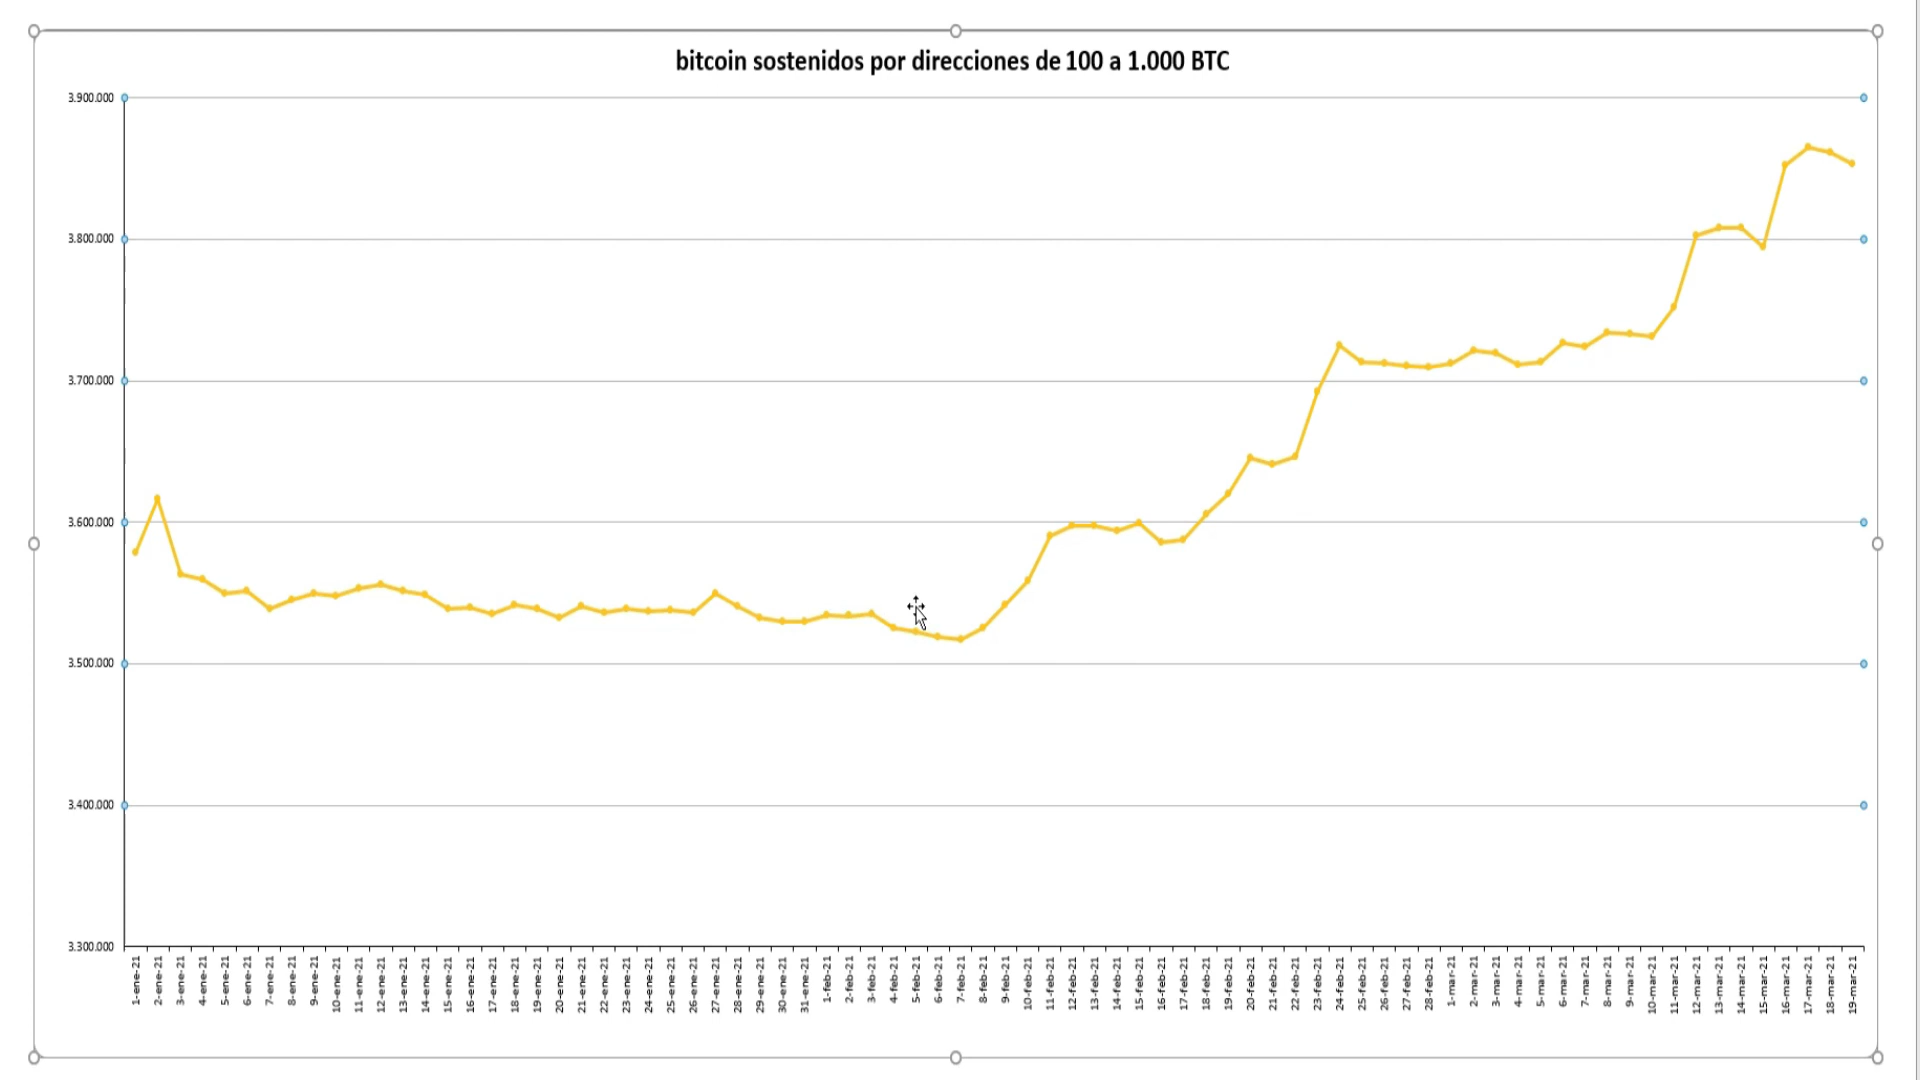 bitcoin sostenidos por direcciones de 100 a 1.000 BTC
3.900.000
3.800.000
3.700.000
3.600.000
3.500.000
3.400.000
3.300.000
1-ene-21
2-ene-21
3-ene-21
4-ene-21
5-ene-21
6-ene-21
7-ene-21
8-ene-21
9-ene-21
10-ene-21
11-ene-21
12-ene-21
13-ene-21
14-ene-21
15-ene-21
16-ene-21
17-ene-21
18-ene-21
19-ene-21
20-ene-21
21-ene-21
22-ene-21
23-ene-21
24-ene-21
25-ene-21
26-ene-21
27-ene-21
28-ene-21
29-ene-21
30-ene-21
31-ene-21
1-feb-21
2-feb-21
3-feb-21
4-feb-21
5-feb-21
6-feb-21
7-feb-21
8-feb-21
9-feb-21
10-feb-21
11-feb-21
12-feb-21
13-feb-21
14-feb-21
15-feb-21
16-feb-21
17-feb-21
18-feb-21
19-feb-21
20-feb-21
21-feb-21
22-feb-21
23-feb-21
24-feb-21
25-feb-21
26-feb-21
27-feb-21
28-feb-21
1-mar-21
2-mar-21
3-mar-21
4-mar-21
5-mar-21
6-mar-21
7-mar-21
8-mar-21
9-mar-21
10-mar-21
11-mar-21
12-mar-21
13-mar-21
14-mar-21
15-mar-21
16-mar-21
17-mar-21
18-mar-21
19-mar-21